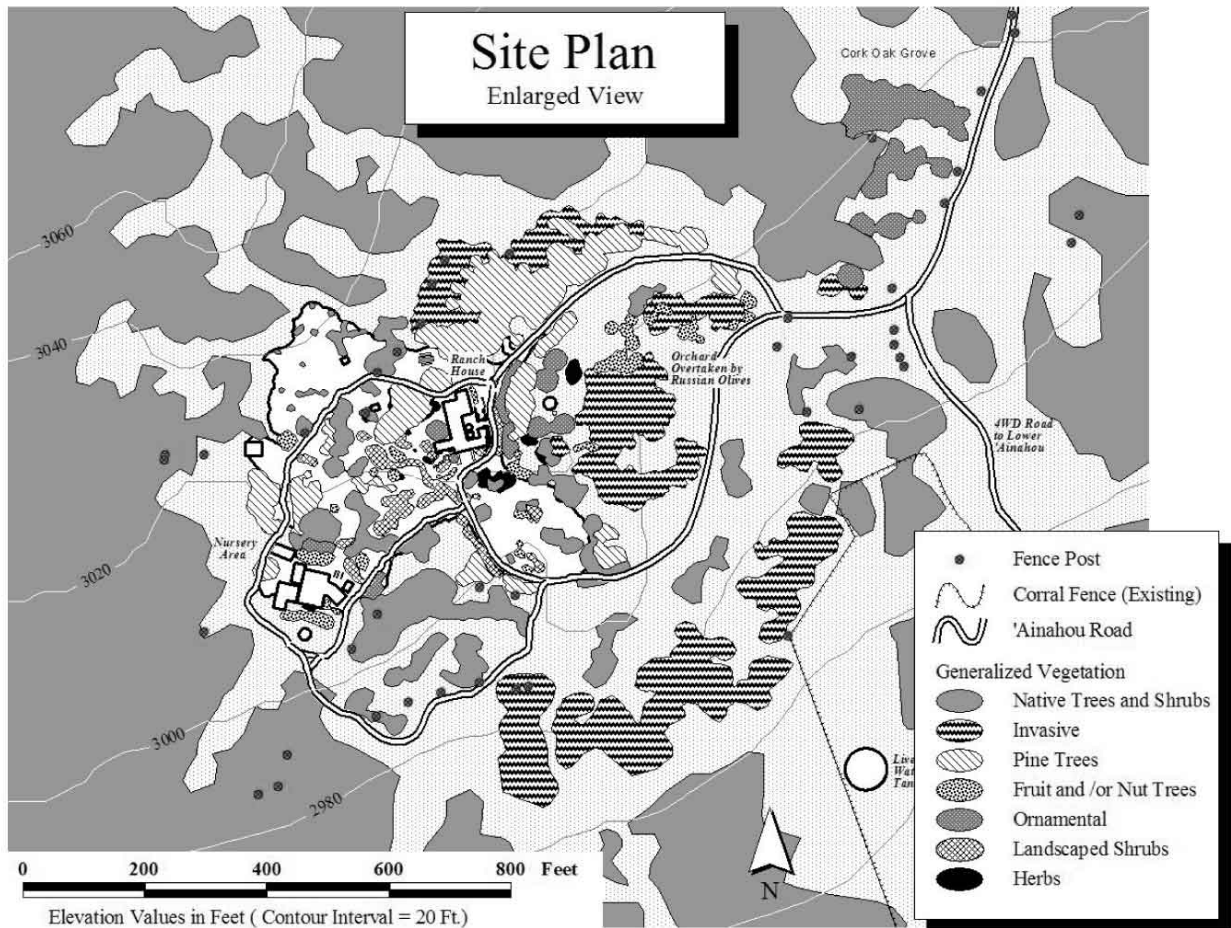 Site Plan
Enlarged View
Cork Oak Grove
3060
3040
Ranch
House
Orchard
Overtaken by
Russian Olives
4WD Road
to Lower
'Ainahou
Nursery
Area
3020
3000
2980
Live
Wat
Tan
N
Fence Post
Corral Fence (Existing)
'Ainahou Road
Generalized Vegetation
Native Trees and Shrubs
Invasive
Pine Trees
Fruit and /or Nut Trees
Ornamental
Landscaped Shrubs
Herbs
0 200 400 600 800 Feet
Elevation Values in Feet ( Contour Interval = 20 Ft.)